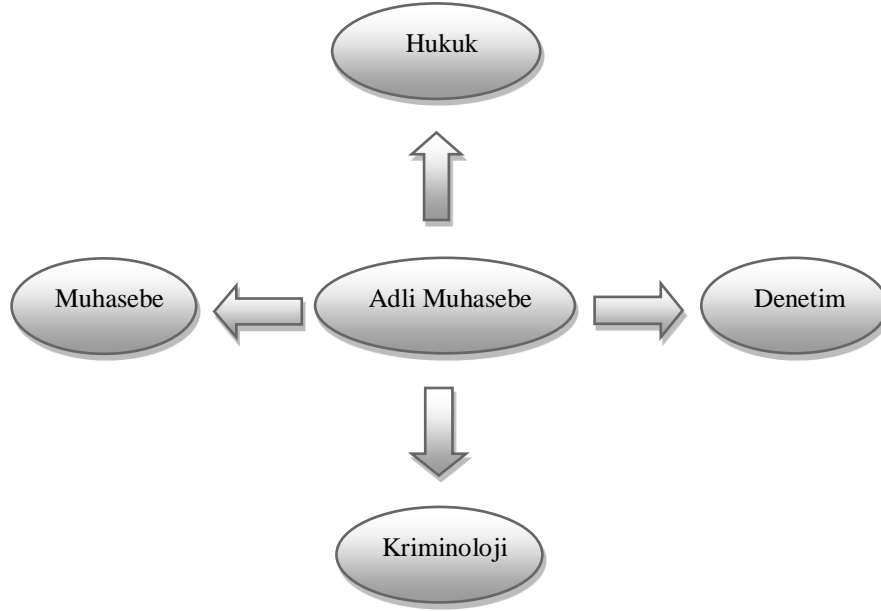 Hukuk
Muhasebe
Adli Muhasebe
Denetim
Kriminoloji